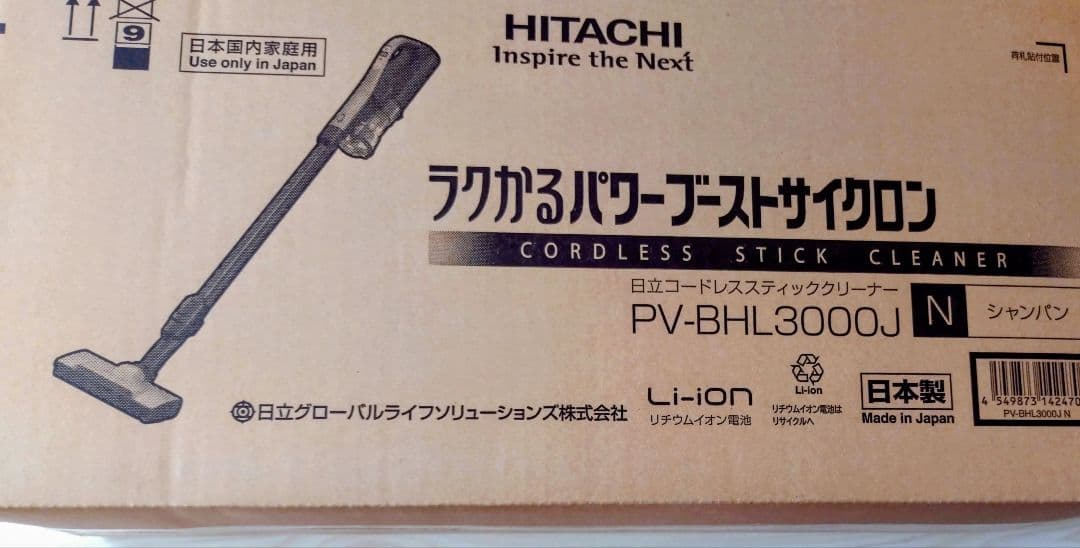 9
日本国内家庭用
Use only in Japan
HITACHI
Inspire the Next
荷札貼付位置
ラクかるパワーブーストサイクロン
CORDLESS STICK CLEANER
日立コードレススティッククリーナー
PV-BHL3000J N シャンパン
日立グローバルライフソリューションズ株式会社
Li-ion
リチウムイオン電池
Li-ion
リチウムイオン電池は
リサイクルへ
日本製
Made in Japan
4 549873 142470
PV-BHL3000J N